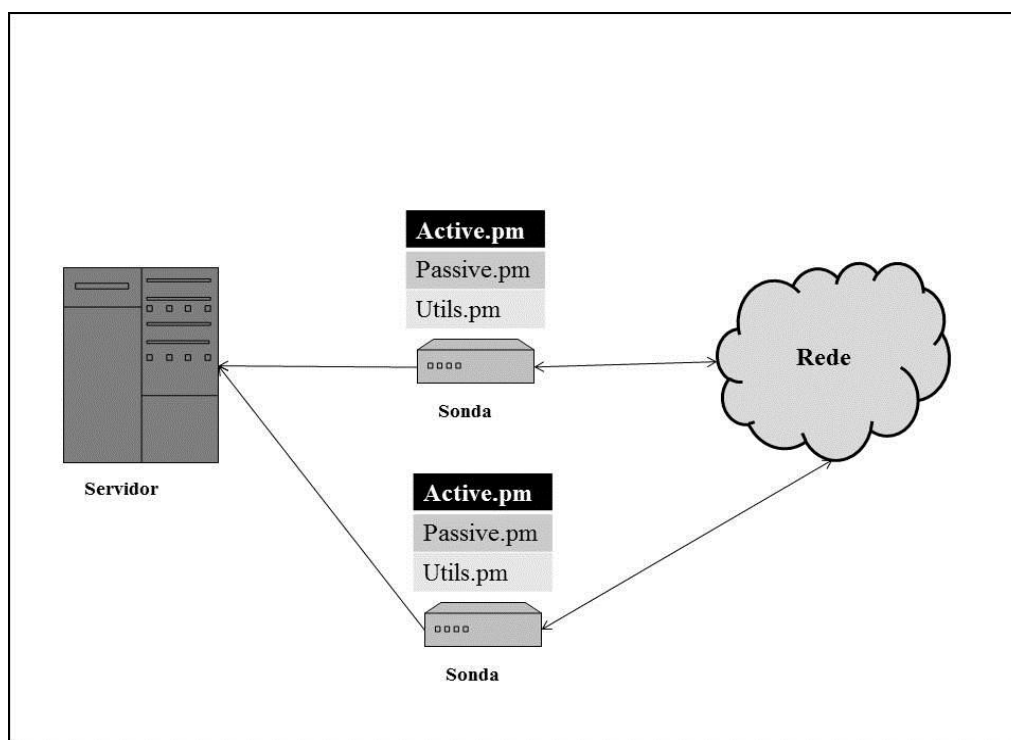 Active.pm
Passive.pm
Utils.pm
Rede
Sonda
Servidor
Active.pm
Passive.pm
Utils.pm
Sonda